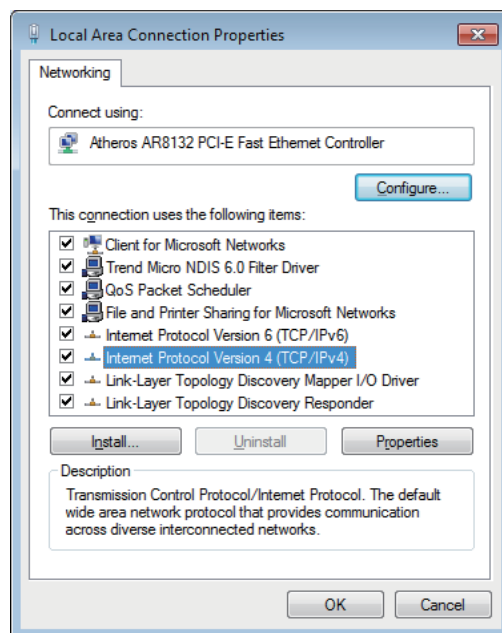 Local Area Connection Properties
Networking
Connect using:
Atheros AR8132 PCI-E Fast Ethernet Controller
Configure...
This connection uses the following items:
Client for Microsoft Networks
Trend Micro NDIS 6.0 Filter Driver
QoS Packet Scheduler
File and Printer Sharing for Microsoft Networks
Internet Protocol Version 6 (TCP/IPv6)
Internet Protocol Version 4 (TCP/IPv4)
Link-Layer Topology Discovery Mapper I/O Driver
Link-Layer Topology Discovery Responder
Install... Uninstall Properties
Description
Transmission Control Protocol/Internet Protocol. The default
wide area network protocol that provides communication
across diverse interconnected networks.
OK Cancel